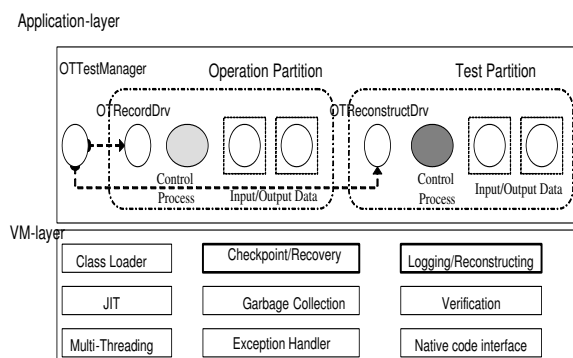 Application-layer
OTTestManager
Operation Partition
Test Partition
OTRecordDrv
OTReconstructDrv
Control
Process
Input/Output Data
Control
Process
Input/Output Data
VM-layer
Class Loader
Checkpoint/Recovery
Logging/Reconstructing
JIT
Garbage Collection
Verification
Multi-Threading
Exception Handler
Native code interface